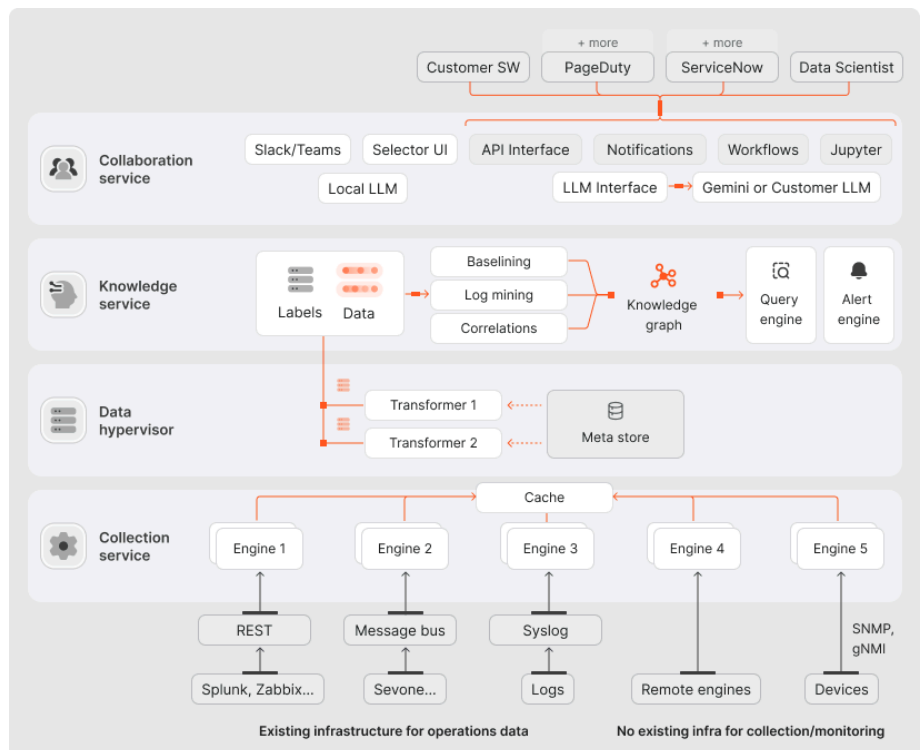 + more
+ more
Customer SW
PageDuty
ServiceNow
Data Scientist
Collaboration
service
Slack/Teams
Selector UI
API Interface
Notifications
Workflows
Jupyter
Local LLM
LLM Interface
Gemini or Customer LLM
Knowledge
service
Labels
Data
Baselining
Log mining
Correlations
Knowledge
graph
Query
engine
Alert
engine
Data
hypervisor
Transformer 1
Transformer 2
Meta store
Collection
service
Cache
Engine 1
Engine 2
Engine 3
Engine 4
Engine 5
REST
Message bus
Syslog
SNMP,
gNMI
Splunk, Zabbix...
Sevone...
Logs
Remote engines
Devices
Existing infrastructure for operations data
No existing infra for collection/monitoring